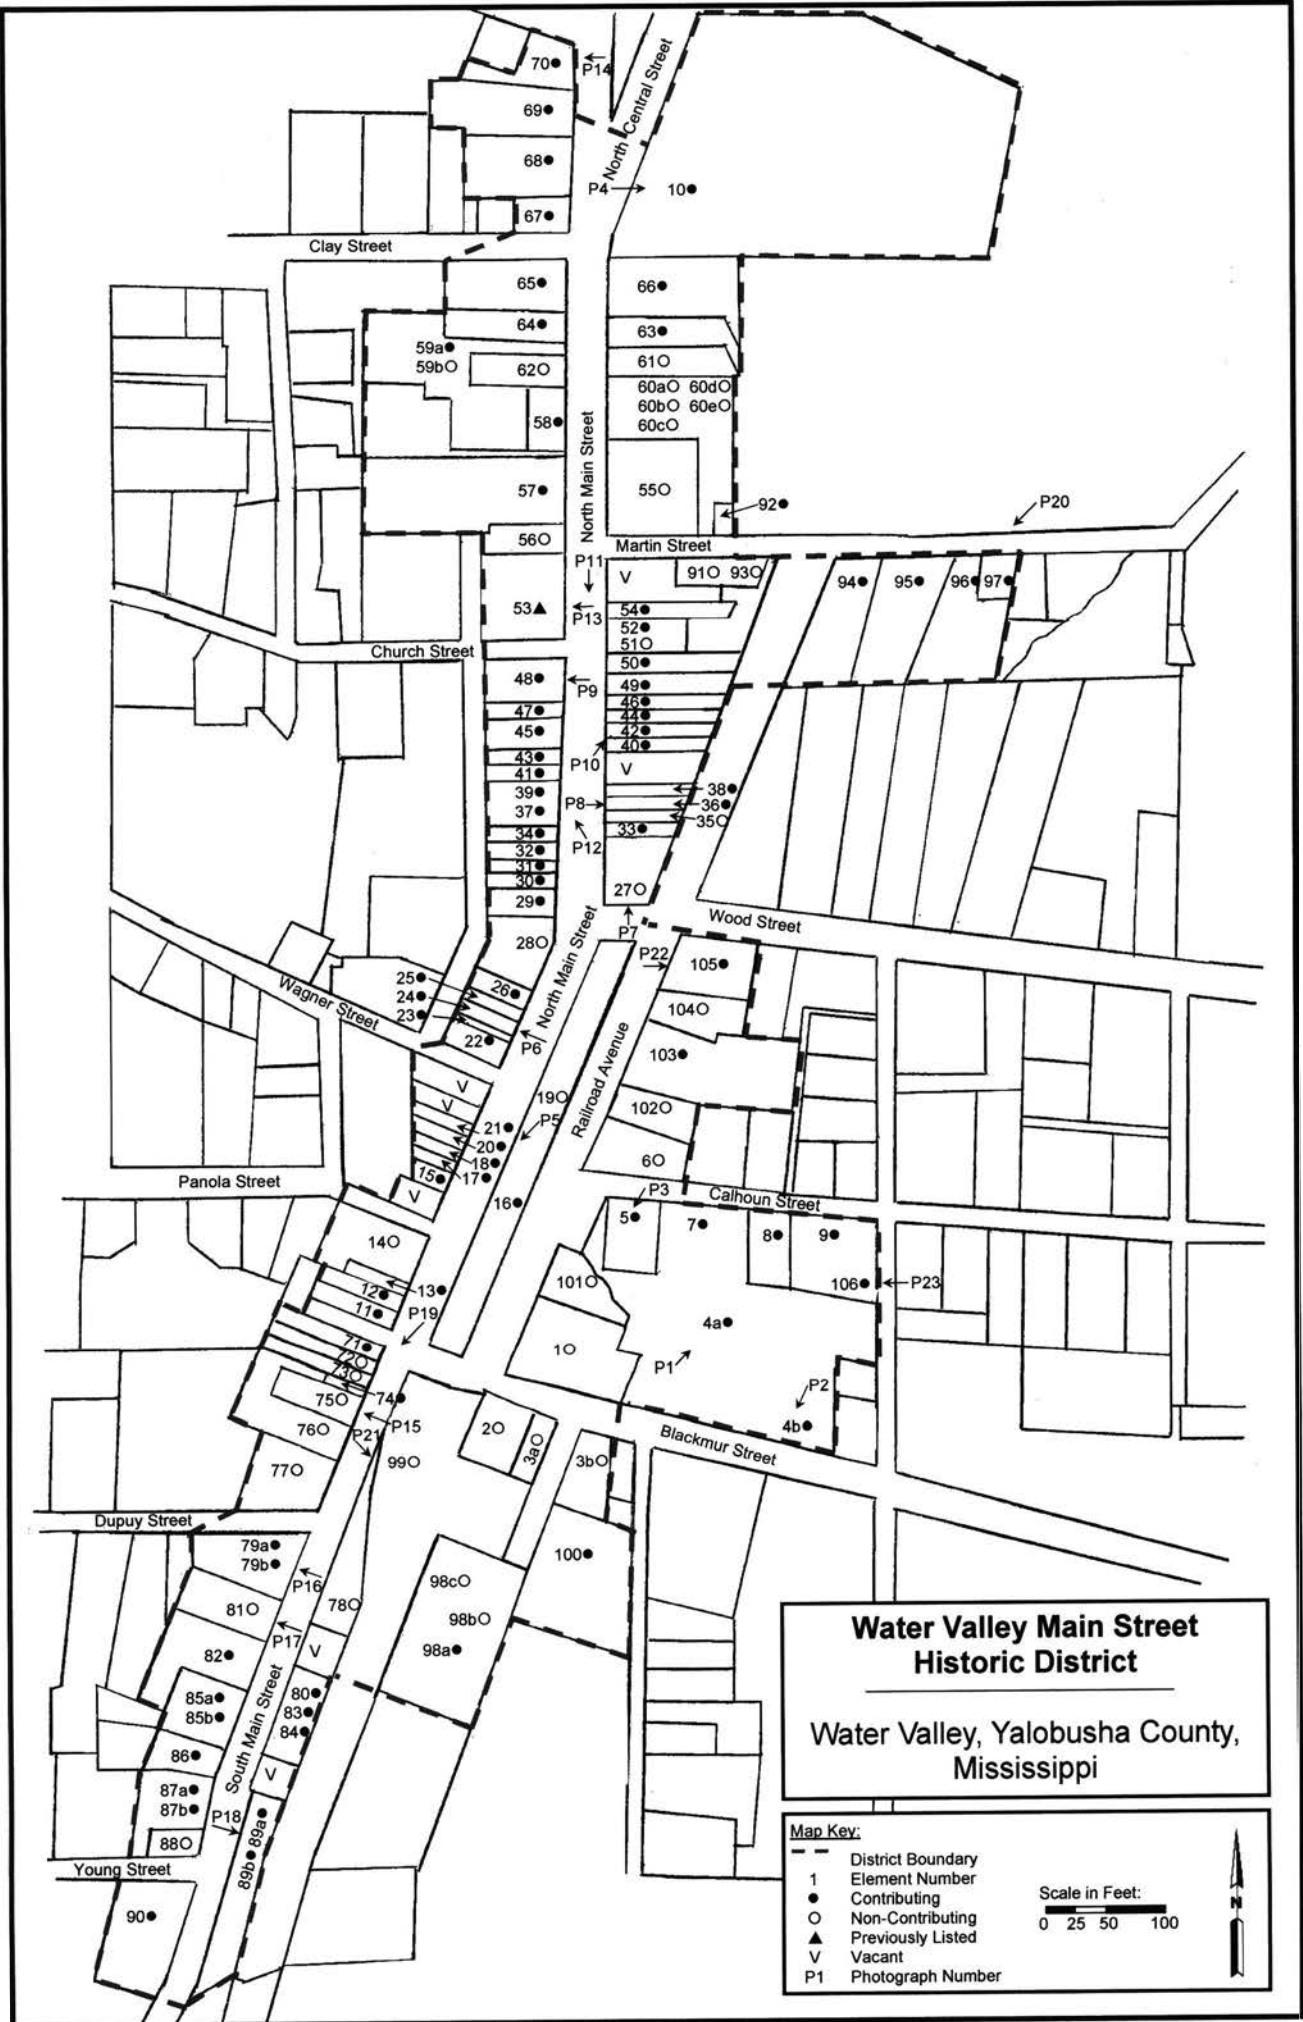 70●
P14
North Central Street
69●
68●
P4
10●
67●
Clay Street
65●
66●
64●
63●
59a●
59b○
62○
61○
60a○ 60d○
60b○ 60e○
60c○
58●
North Main Street
57●
55○
92●
P20
56○
Martin Street
P11
V
91○ 93○
94● 95● 96● 97●
53▲
P13
54●
52●
51○
Church Street
50●
48●
P9
49●
47●
46●
44●
45●
42●
40●
43●
P10
V
41●
39●
38●
P8
36●
37●
35○
34●
33●
P12
32●
31●
30●
27○
29●
Wood Street
North Main Street
P7
28○
P22
105●
25●
24●
26●
Wagner Street
23●
104○
22●
P6
Railroad Avenue
103●
V
V
19○
102○
P5
21●
20●
18●
6○
15●
17●
Panola Street
V
16●
P3
Calhoun Street
5●
7●
8●
9●
14○
101○
106●
P23
12●
13●
11●
P19
4a●
71●
72○
73○
1○
P1
75○
74●
P2
P15
4b●
76○
P21
2○
3a○
Blackmur Street
77○
99○
3b○
Dupuy Street
79a●
79b●
100●
P16
98c○
81○
78○
98b○
P17
V
82●
98a●
85a●
80●
85b●
83●
84●
South Main Street
86●
V
87a●
87b●
P18
89a●
88○
Young Street
89b●
90●
Water Valley Main Street
Historic District
Water Valley, Yalobusha County,
Mississippi
Map Key:
District Boundary
1 Element Number
● Contributing
○ Non-Contributing
▲ Previously Listed
V Vacant
P1 Photograph Number
Scale in Feet:
0 25 50 100
N